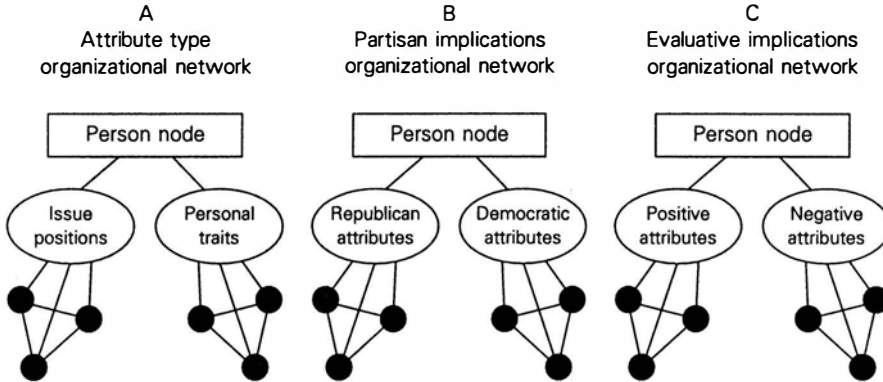 A
Attribute type
organizational network
B
Partisan implications
organizational network
C
Evaluative implications
organizational network
Person node
Person node
Person node
Issue
positions
Personal
traits
Republican
attributes
Democratic
attributes
Positive
attributes
Negative
attributes